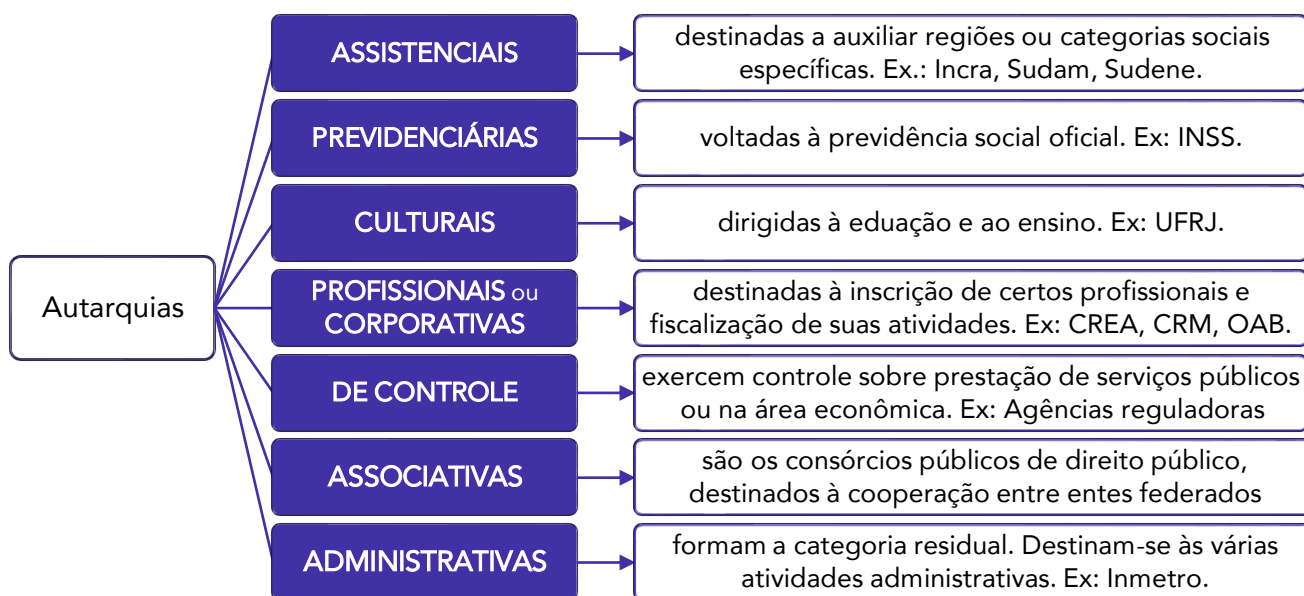 ASSISTENCIAIS
destinadas a auxiliar regiões ou categorias sociais
específicas. Ex.: Incra, Sudam, Sudene.
PREVIDENCIÁRIAS
voltadas à previdência social oficial. Ex: INSS.
CULTURAIS
dirigidas à eduação e ao ensino. Ex: UFRJ.
Autarquias
PROFISSIONAIS ou
CORPORATIVAS
destinadas à inscrição de certos profissionais e
fiscalização de suas atividades. Ex: CREA, CRM, OAB.
DE CONTROLE
exercem controle sobre prestação de serviços públicos
ou na área econômica. Ex: Agências reguladoras
ASSOCIATIVAS
são os consórcios públicos de direito público,
destinados à cooperação entre entes federados
ADMINISTRATIVAS
formam a categoria residual. Destinam-se às várias
atividades administrativas. Ex: Inmetro.